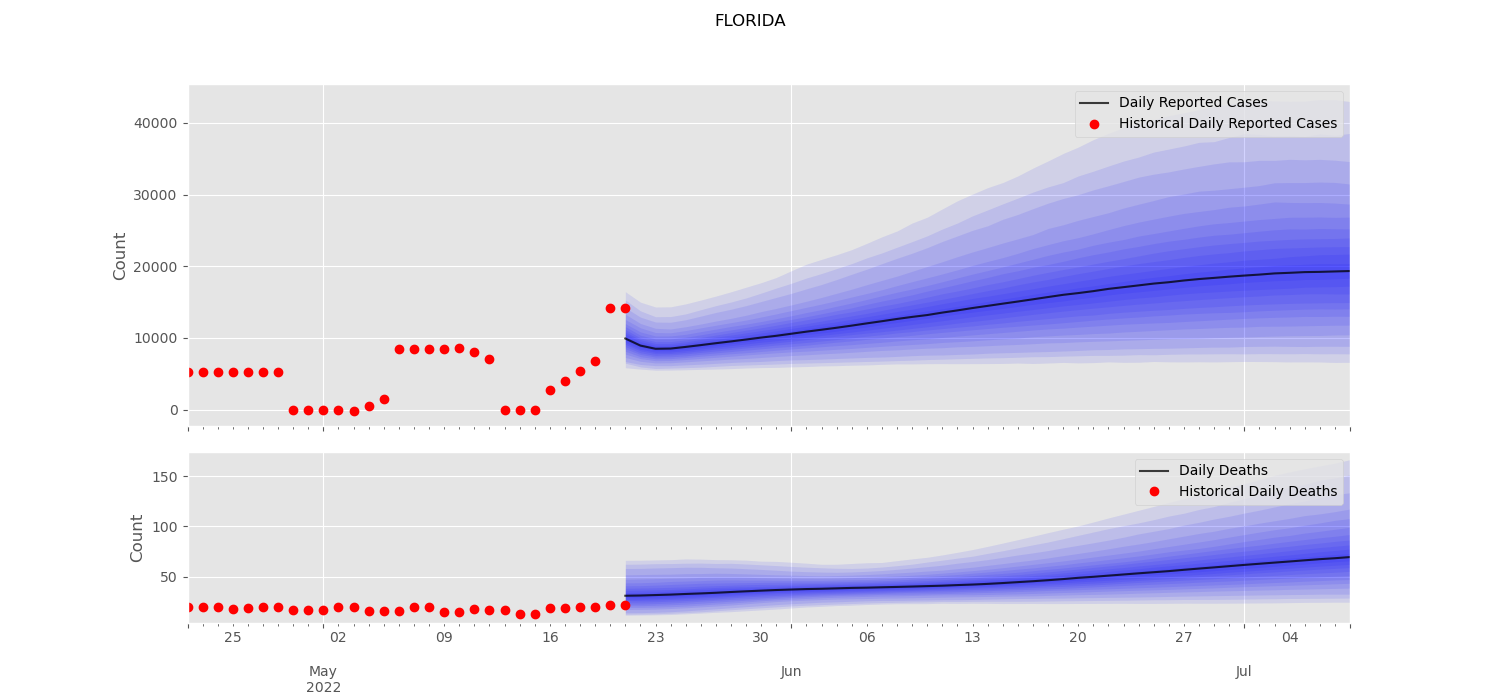 FLORIDA
Daily Reported Cases
Historical Daily Reported Cases
Count
40000
30000
20000
10000
0
Daily Deaths
Historical Daily Deaths
Count
150
100
50
25 02 09 16 23 30 06 13 20 27 04
May Jun Jul
2022